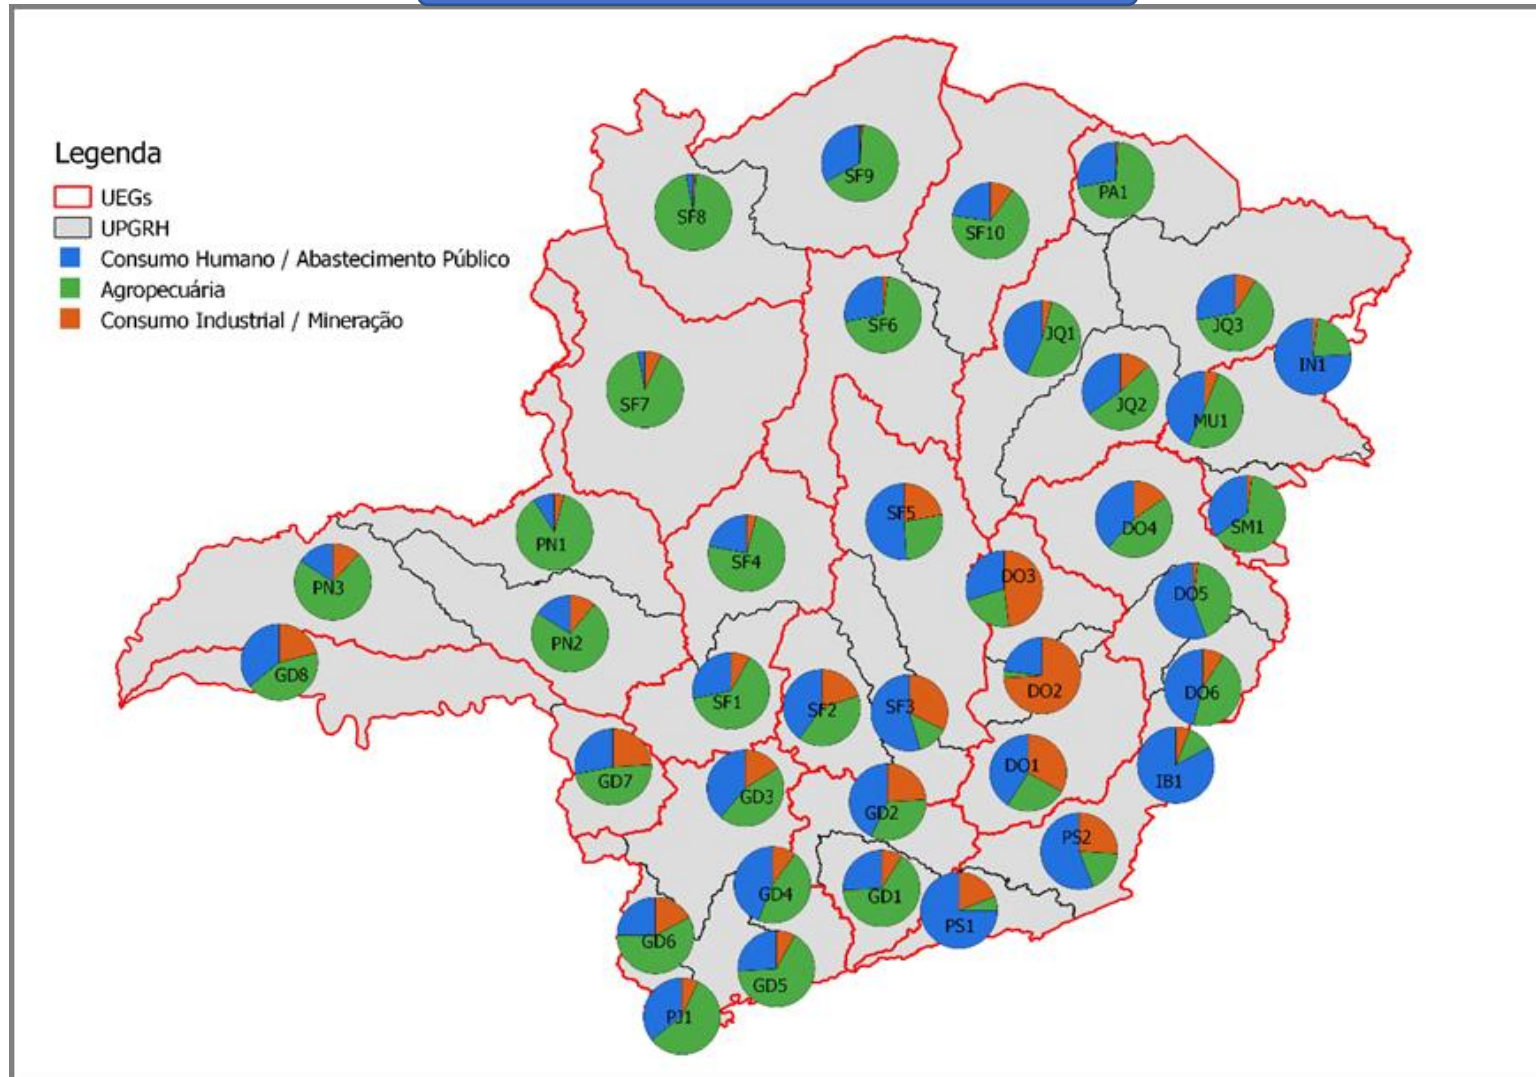 Legenda
UEGs
UPGRH
Consumo Humano / Abastecimento Público
Agropecuária
Consumo Industrial / Mineração
SF9
PA1
SF8
SF10
JQ3
SF6
JQ1
IN1
JQ2
SF7
MU1
SF5
SM1
DO4
PN1
SF4
DO3
PN3
DO5
PN2
GD8
DO2
DO6
SF1
SF2
SF3
DO1
IB1
GD7
GD3
GD2
PS2
GD4
GD1
PS1
GD6
GD5
PJ1